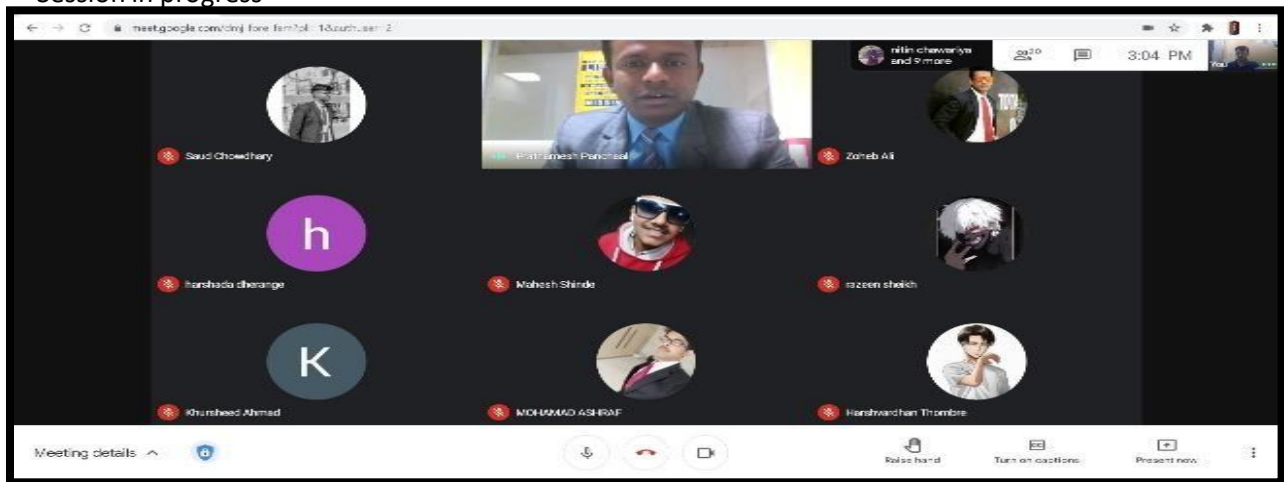 Session in progress
nitin chawariya
and 9 more
20
3:04 PM
You
Saud Chowdhary
Prathamesh Panchaal
Zoheb Ali
h
harshada dherange
Mahesh Shinde
razeen sheikh
K
Khursheed Ahmad
MOHAMAD ASHRAF
Harshwardhan Thombre
Meeting details
Raise hand
Turn on captions
Present now